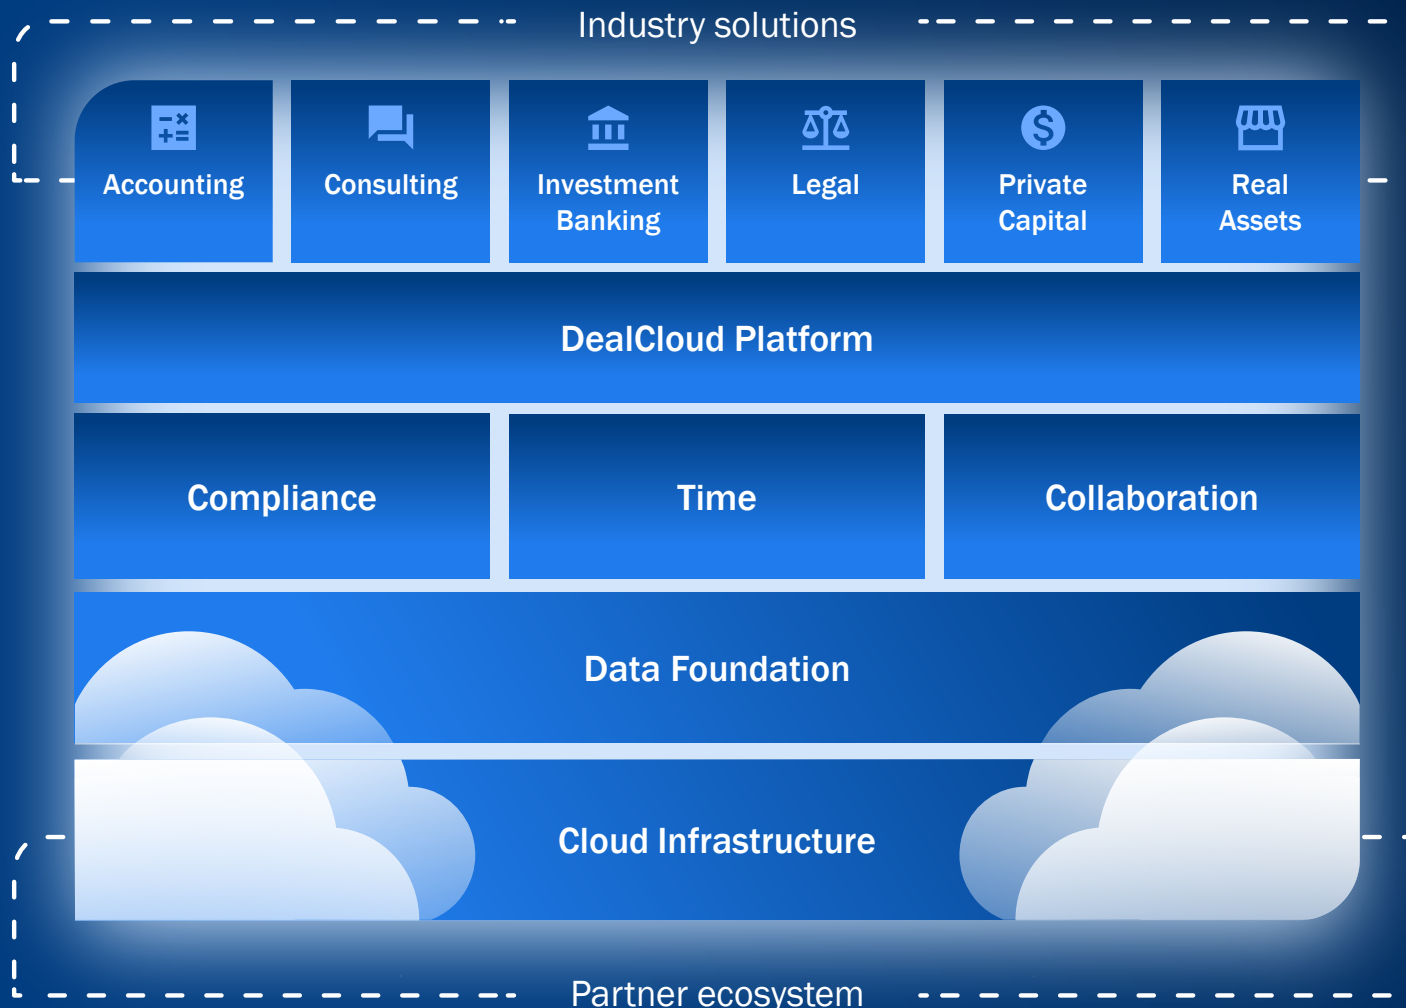 Industry solutions
Accounting
Consulting
Investment
Banking
Legal
Private
Capital
Real
Assets
DealCloud Platform
Compliance
Time
Collaboration
Data Foundation
Cloud Infrastructure
Partner ecosystem